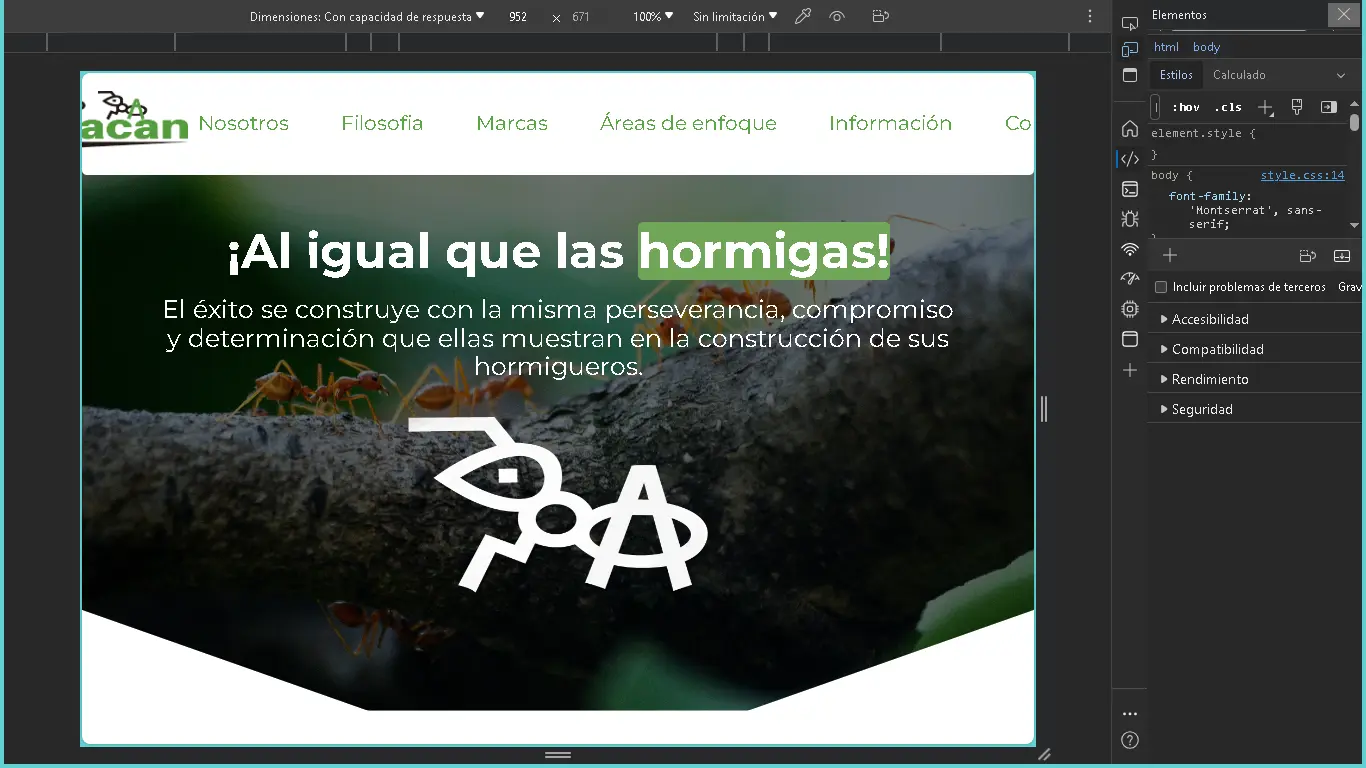 Dimensiones: Con capacidad de respuesta 952 × 671 100% Sin limitación
Elementos
html body
Estilos Calculado
:hov .cls
element.style {
}
body { style.css:14
font-family:
'Montserrat', sans-
serif;
}
Incluir problemas de terceros Grav
Accesibilidad
Compatibilidad
Rendimiento
Seguridad
acan Nosotros Filosofia Marcas Áreas de enfoque Información Co
¡Al igual que las hormigas!
El éxito se construye con la misma perseverancia, compromiso
y determinación que ellas muestran en la construcción de sus
hormigueros.
A